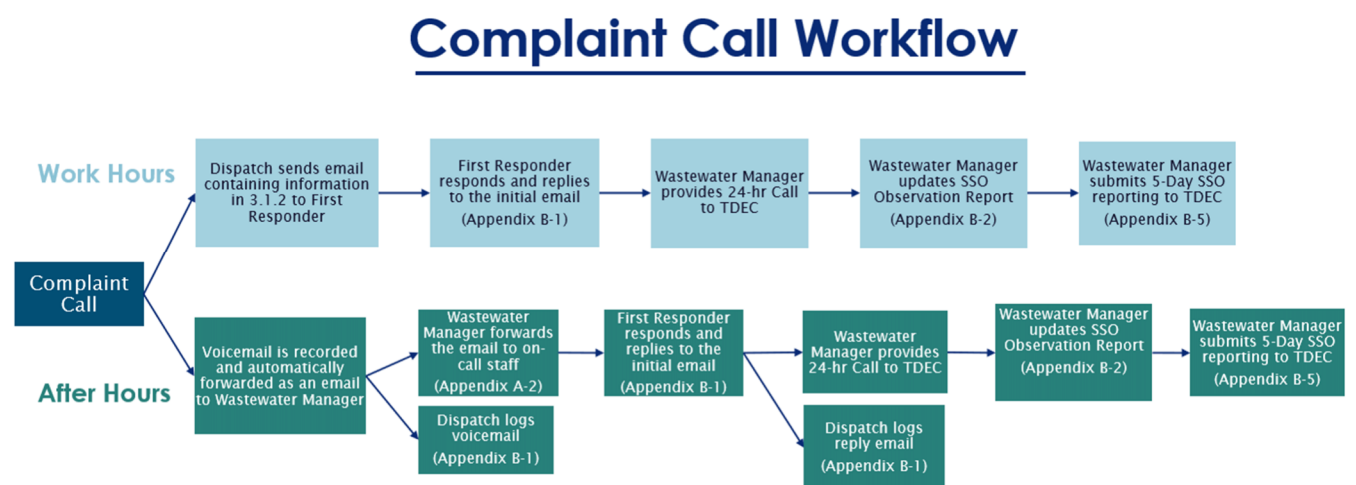 Complaint Call Workflow
Work Hours
Dispatch sends email
containing information
in 3.1.2 to First
Responder
First Responder
responds and replies
to the initial email
(Appendix B-1)
Wastewater Manager
provides 24-hr Call
to TDEC
Wastewater Manager
updates SSO
Observation Report
(Appendix B-2)
Wastewater Manager
submits 5-Day SSO
reporting to TDEC
(Appendix B-5)
Complaint
Call
After Hours
Voicemail is recorded
and automatically
forwarded as an email
to Wastewater Manager
Wastewater
Manager forwards
the email to on-
call staff
(Appendix A-2)
Dispatch logs
voicemail
(Appendix B-1)
First Responder
responds and
replies to the
initial email
(Appendix B-1)
Wastewater
Manager provides
24-hr Call to TDEC
Dispatch logs
reply email
(Appendix B-1)
Wastewater Manager
updates SSO
Observation Report
(Appendix B-2)
Wastewater Manager
submits 5-Day SSO
reporting to TDEC
(Appendix B-5)